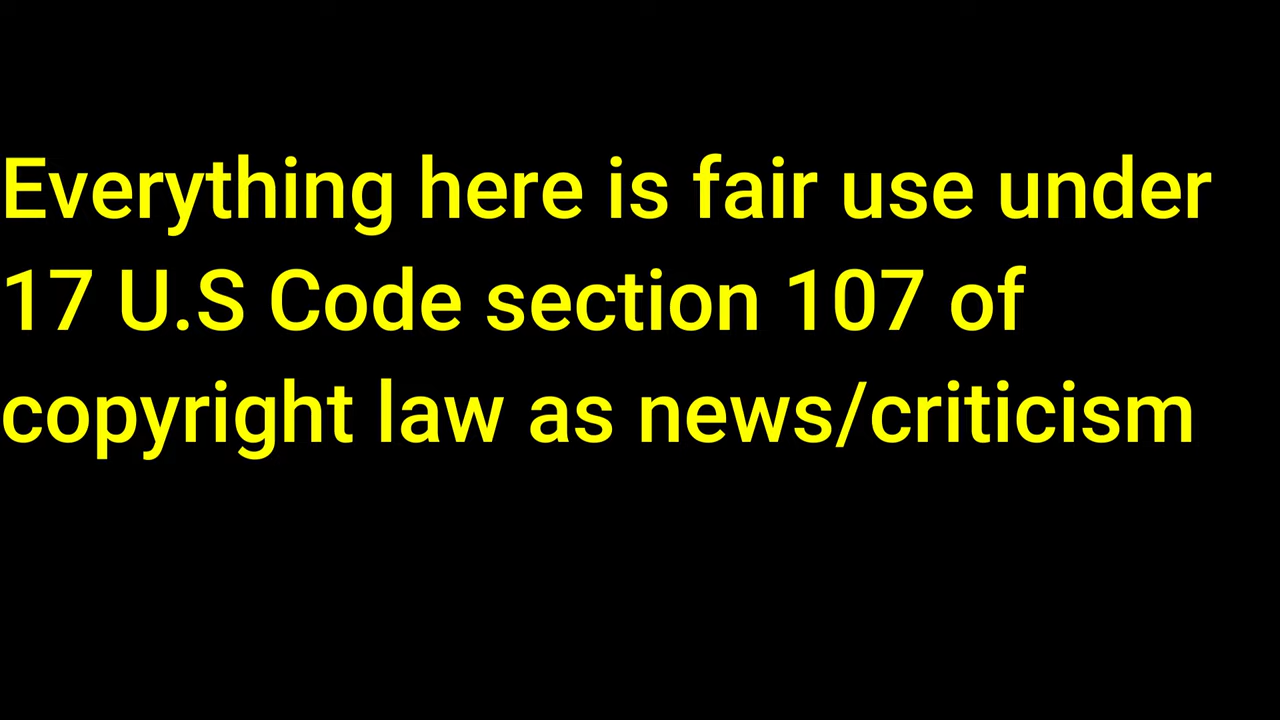 Everything here is fair use under
17 U.S Code section 107 of
copyright law as news/criticism